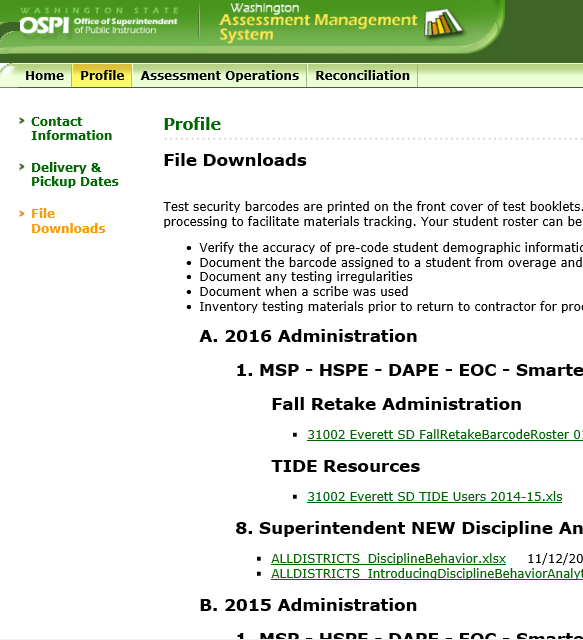 WASHINGTON STATE
OSPI Office of Superintendent
of Public Instruction
Washington
Assessment Management
System
Home Profile Assessment Operations Reconciliation
Contact
Information
Delivery &
Pickup Dates
File
Downloads
Profile
File Downloads
Test security barcodes are printed on the front cover of test booklets.
processing to facilitate materials tracking. Your student roster can be
• Verify the accuracy of pre-code student demographic informatio
• Document the barcode assigned to a student from overage and
• Document any testing irregularities
• Document when a scribe was used
• Inventory testing materials prior to return to contractor for pro
A. 2016 Administration
1. MSP - HSPE - DAPE - EOC - Smarte
Fall Retake Administration
▪ 31002 Everett SD FallRetakeBarcodeRoster 0
TIDE Resources
▪ 31002 Everett SD TIDE Users 2014-15.xls
8. Superintendent NEW Discipline An
▪ ALLDISTRICTS_DisciplineBehavior.xlsx 11/12/20
▪ ALLDISTRICTS_IntroducingDisciplineBehaviorAnalyt
B. 2015 Administration
1. MSP - HSPE - DAPE - EOC - Smarte